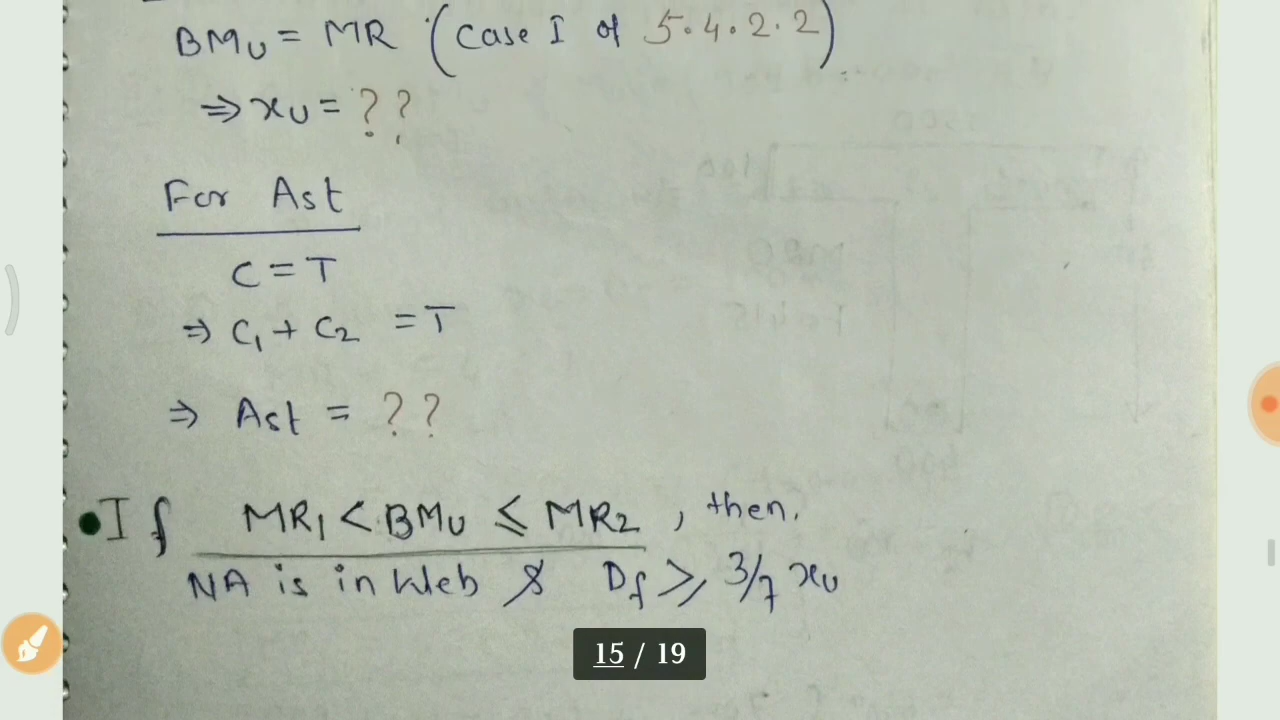 BMu = MR (Case I of 5.4.2.2)
⇒ xu = ??
For Ast
C = T
⇒ C1 + C2 = T
⇒ Ast = ??
• If MR1 < BMu ≤ MR2, then,
NA is in Web & Df ≥ 3/7 xu
15 / 19